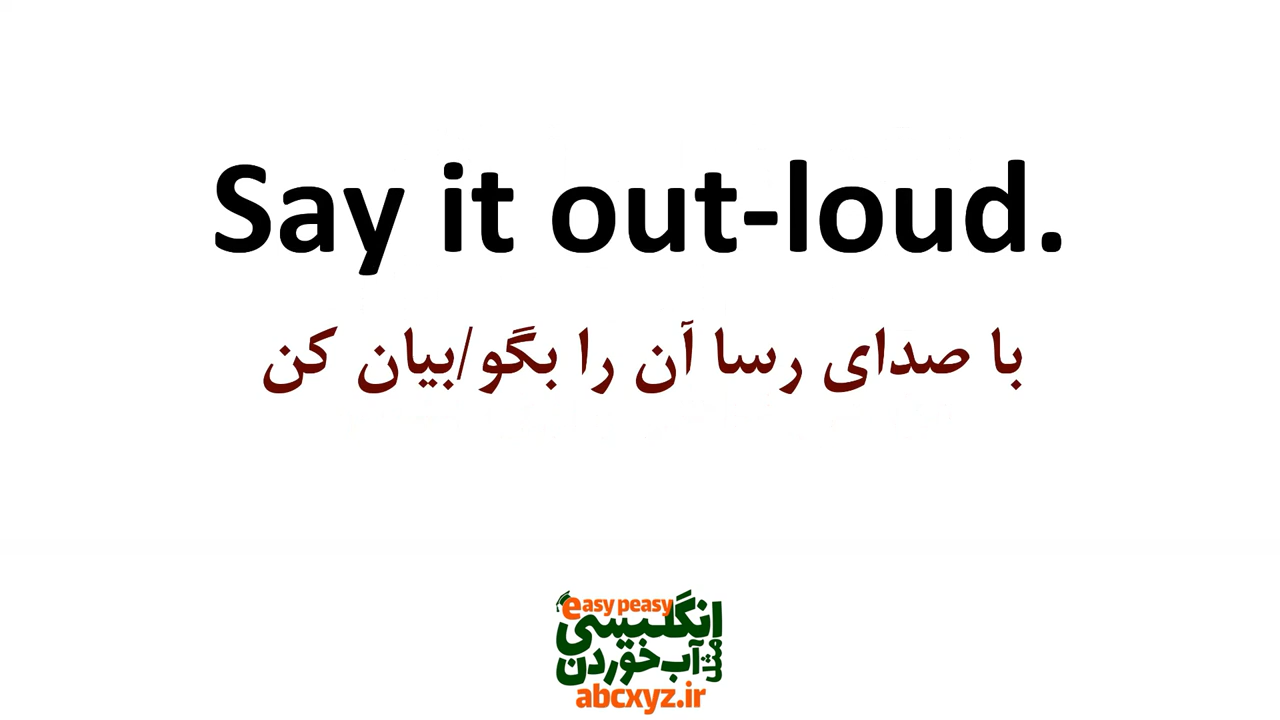 Say it out-loud.
با صدای رسا آن را بگو/بیان کن
easy peasy
انگلیسی
مثل آب خوردن
abcxyz.ir